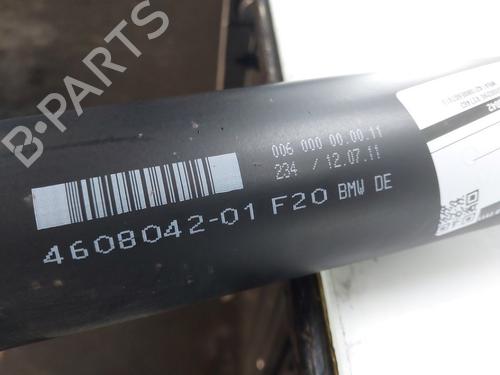 B-PARTS
006 000 00.00.11
234 / 12.07.11
4608042-01 F20 BMW DE